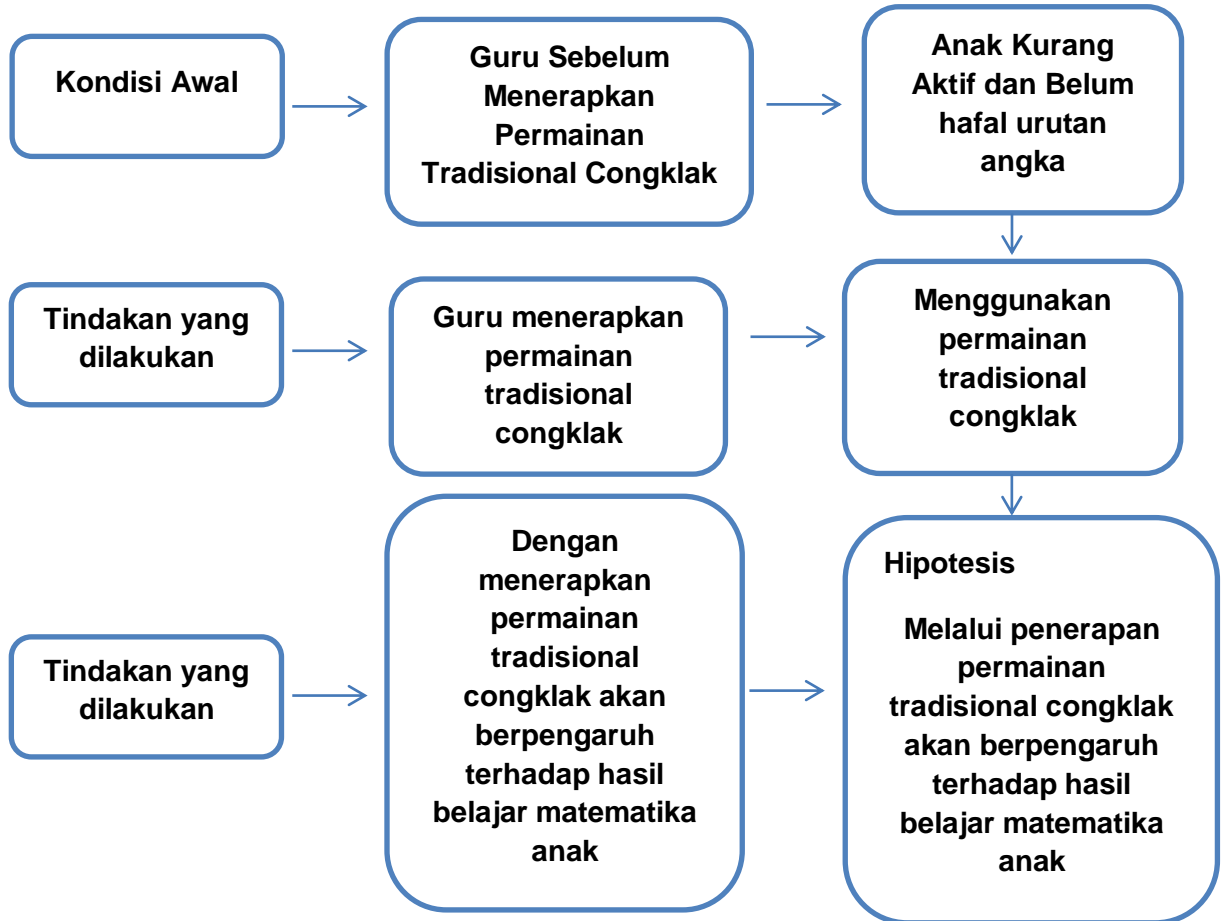 Kondisi Awal
Guru Sebelum
Menerapkan
Permainan
Tradisional Congklak
Anak Kurang
Aktif dan Belum
hafal urutan
angka
Tindakan yang
dilakukan
Guru menerapkan
permainan
tradisional
congklak
Menggunakan
permainan
tradisional
congklak
Tindakan yang
dilakukan
Dengan
menerapkan
permainan
tradisional
congklak akan
berpengaruh
terhadap hasil
belajar matematika
anak
Hipotesis
Melalui penerapan
permainan
tradisional congklak
akan berpengaruh
terhadap hasil
belajar matematika
anak